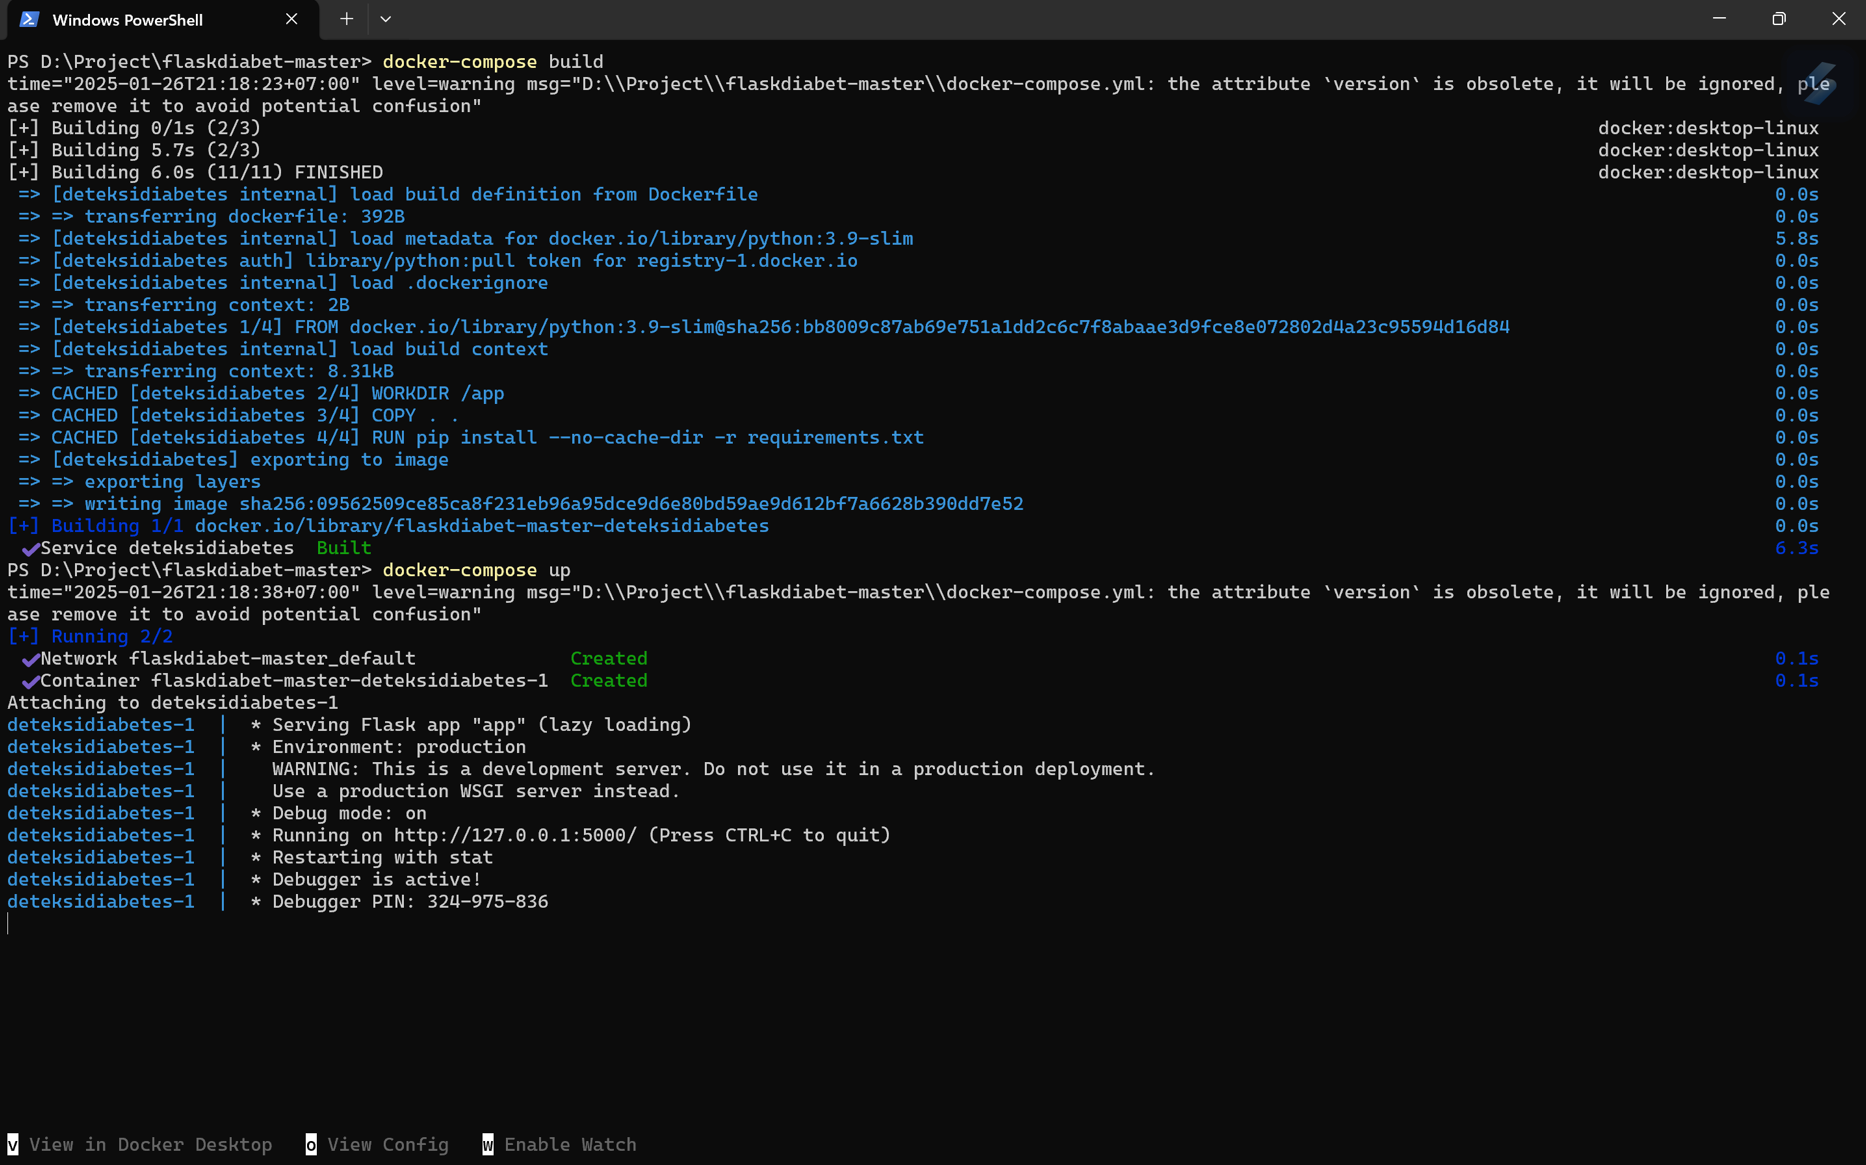 Windows PowerShell
PS D:\Project\flaskdiabet-master> docker-compose build
time="2025-01-26T21:18:23+07:00" level=warning msg="D:\\Project\\flaskdiabet-master\\docker-compose.yml: the attribute `version` is obsolete, it will be ignored, ple
ase remove it to avoid potential confusion"
[+] Building 0/1s (2/3) docker:desktop-linux
[+] Building 5.7s (2/3) docker:desktop-linux
[+] Building 6.0s (11/11) FINISHED docker:desktop-linux
=> [deteksidiabetes internal] load build definition from Dockerfile 0.0s
=> => transferring dockerfile: 392B 0.0s
=> [deteksidiabetes internal] load metadata for docker.io/library/python:3.9-slim 5.8s
=> [deteksidiabetes auth] library/python:pull token for registry-1.docker.io 0.0s
=> [deteksidiabetes internal] load .dockerignore 0.0s
=> => transferring context: 2B 0.0s
=> [deteksidiabetes 1/4] FROM docker.io/library/python:3.9-slim@sha256:bb8009c87ab69e751a1dd2c6c7f8abaae3d9fce8e072802d4a23c95594d16d84 0.0s
=> [deteksidiabetes internal] load build context 0.0s
=> => transferring context: 8.31kB 0.0s
=> CACHED [deteksidiabetes 2/4] WORKDIR /app 0.0s
=> CACHED [deteksidiabetes 3/4] COPY . . 0.0s
=> CACHED [deteksidiabetes 4/4] RUN pip install --no-cache-dir -r requirements.txt 0.0s
=> [deteksidiabetes] exporting to image 0.0s
=> => exporting layers 0.0s
=> => writing image sha256:09562509ce85ca8f231eb96a95dce9d6e80bd59ae9d612bf7a6628b390dd7e52 0.0s
[+] Building 1/1 docker.io/library/flaskdiabet-master-deteksidiabetes 0.0s
✔Service deteksidiabetes Built 6.3s
PS D:\Project\flaskdiabet-master> docker-compose up
time="2025-01-26T21:18:38+07:00" level=warning msg="D:\\Project\\flaskdiabet-master\\docker-compose.yml: the attribute `version` is obsolete, it will be ignored, ple
ase remove it to avoid potential confusion"
[+] Running 2/2
✔Network flaskdiabet-master_default Created 0.1s
✔Container flaskdiabet-master-deteksidiabetes-1 Created 0.1s
Attaching to deteksidiabetes-1
deteksidiabetes-1 | * Serving Flask app "app" (lazy loading)
deteksidiabetes-1 | * Environment: production
deteksidiabetes-1 | WARNING: This is a development server. Do not use it in a production deployment.
deteksidiabetes-1 | Use a production WSGI server instead.
deteksidiabetes-1 | * Debug mode: on
deteksidiabetes-1 | * Running on http://127.0.0.1:5000/ (Press CTRL+C to quit)
deteksidiabetes-1 | * Restarting with stat
deteksidiabetes-1 | * Debugger is active!
deteksidiabetes-1 | * Debugger PIN: 324-975-836
v View in Docker Desktop o View Config w Enable Watch